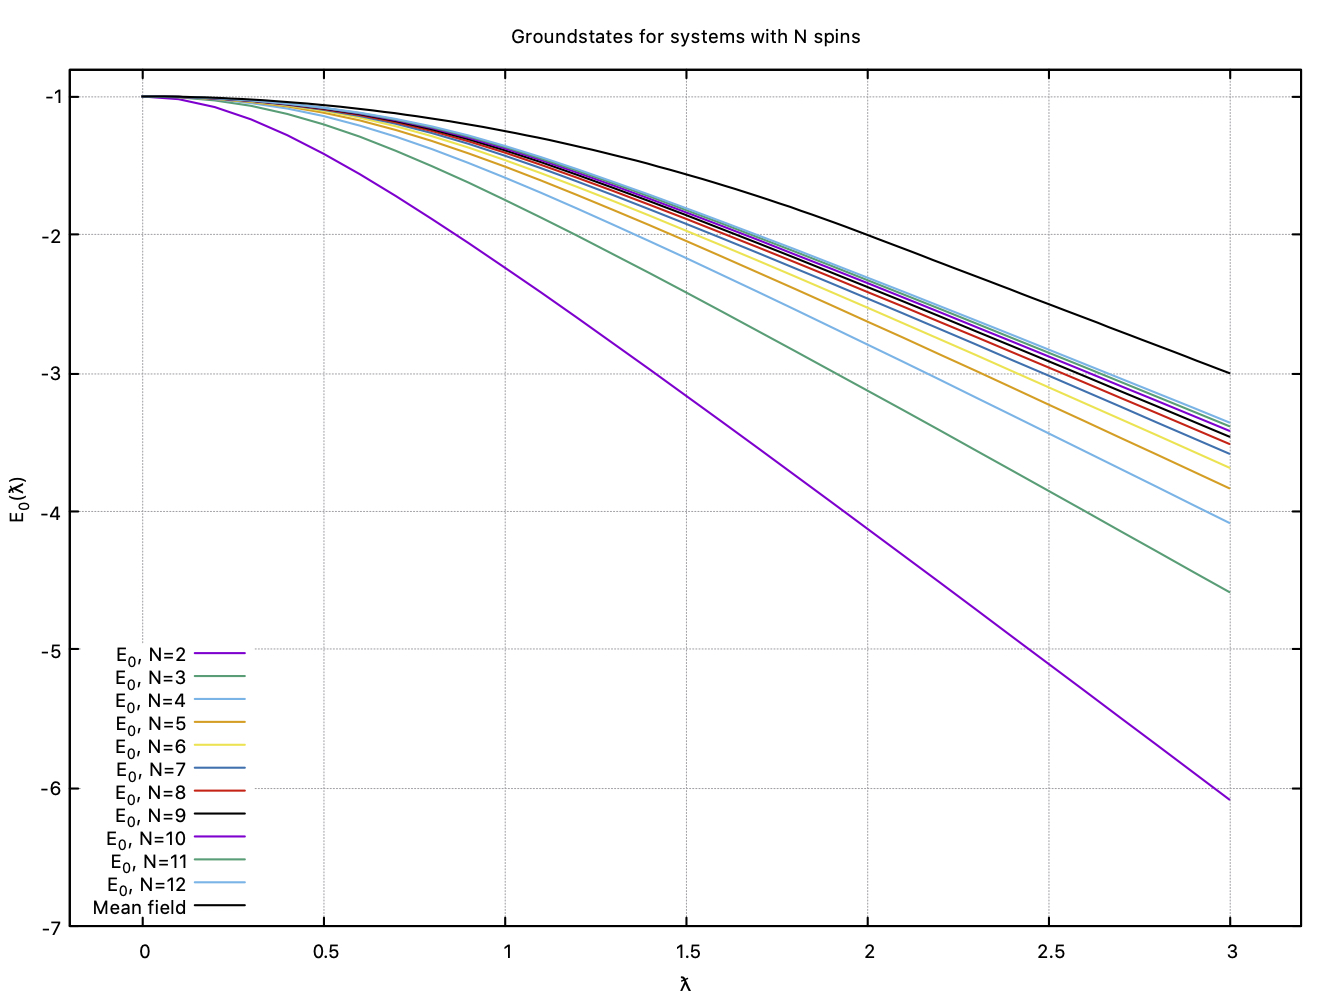 Groundstates for systems with N spins
-1
-2
-3
-4
-5
-6
-7
E₀(λ)
E₀, N=2
E₀, N=3
E₀, N=4
E₀, N=5
E₀, N=6
E₀, N=7
E₀, N=8
E₀, N=9
E₀, N=10
E₀, N=11
E₀, N=12
Mean field
0 0.5 1 1.5 2 2.5 3
λ